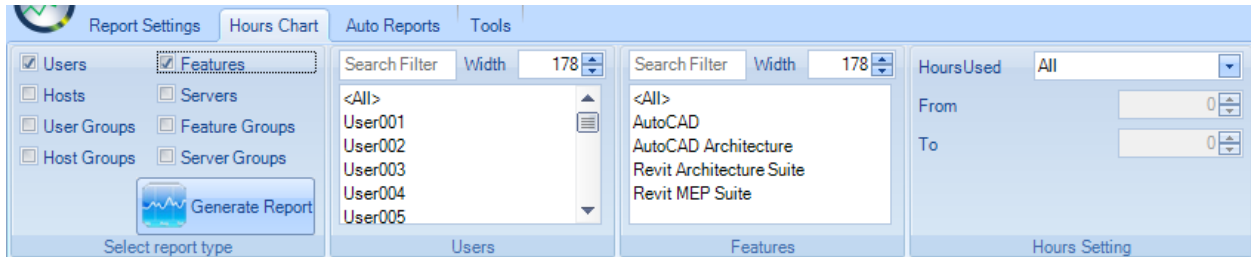 Report Settings Hours Chart Auto Reports Tools
Users Features
Hosts Servers
User Groups Feature Groups
Host Groups Server Groups
Generate Report
Select report type
Search Filter Width 178
<All>
User001
User002
User003
User004
User005
Users
Search Filter Width 178
<All>
AutoCAD
AutoCAD Architecture
Revit Architecture Suite
Revit MEP Suite
Features
HoursUsed All
From 0
To 0
Hours Setting